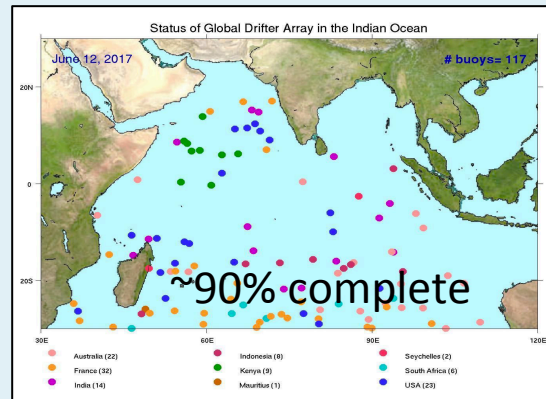 Status of Global Drifter Array in the Indian Ocean
June 12, 2017 # buoys= 117
20N
0
20S
~90% complete
30E 60E 90E 120E
Australia (22) Indonesia (8) Seychelles (2)
France (32) Kenya (9) South Africa (6)
India (14) Mauritius (1) USA (23)